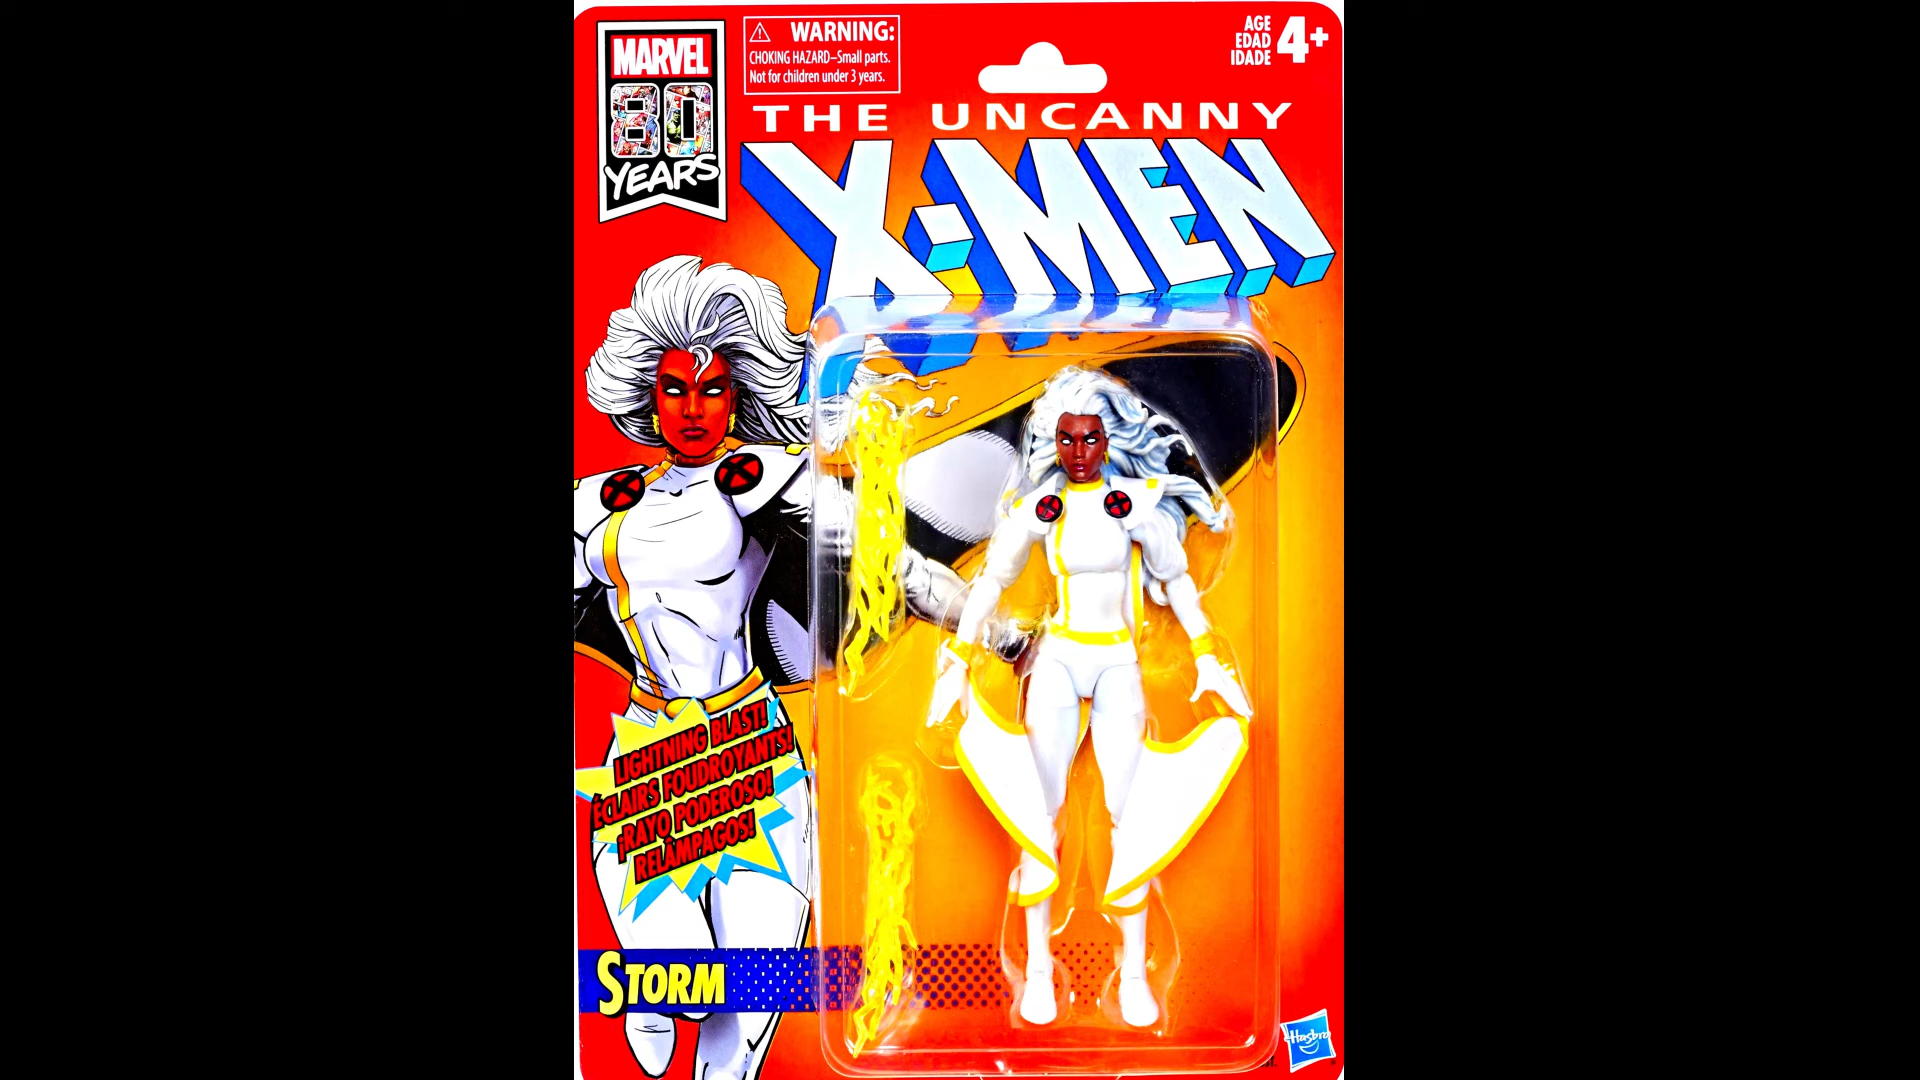 MARVEL
80
YEARS
WARNING:
CHOKING HAZARD–Small parts.
Not for children under 3 years.
AGE
EDAD
IDADE
4+
THE UNCANNY
X-MEN
LIGHTNING BLAST!
ÉCLAIRS FOUDROYANTS!
¡RAYO PODEROSO!
RELÂMPAGOS!
STORM
Hasbro